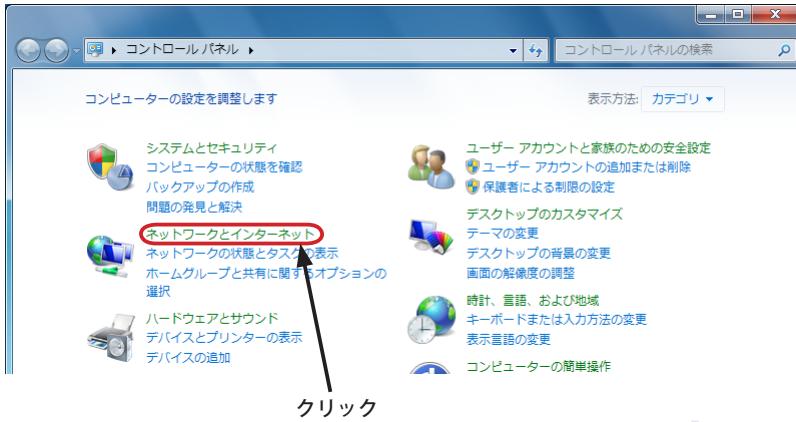 コントロール パネル
コントロール パネルの検索
コンピューターの設定を調整します
表示方法: カテゴリ
システムとセキュリティ
コンピューターの状態を確認
バックアップの作成
問題の発見と解決
ネットワークとインターネット
ネットワークの状態とタスクの表示
ホームグループと共有に関するオプションの
選択
ハードウェアとサウンド
デバイスとプリンターの表示
デバイスの追加
ユーザー アカウントと家族のための安全設定
ユーザー アカウントの追加または削除
保護者による制限の設定
デスクトップのカスタマイズ
テーマの変更
デスクトップの背景の変更
画面の解像度の調整
時計、言語、および地域
キーボードまたは入力方法の変更
表示言語の変更
コンピューターの簡単操作
クリック